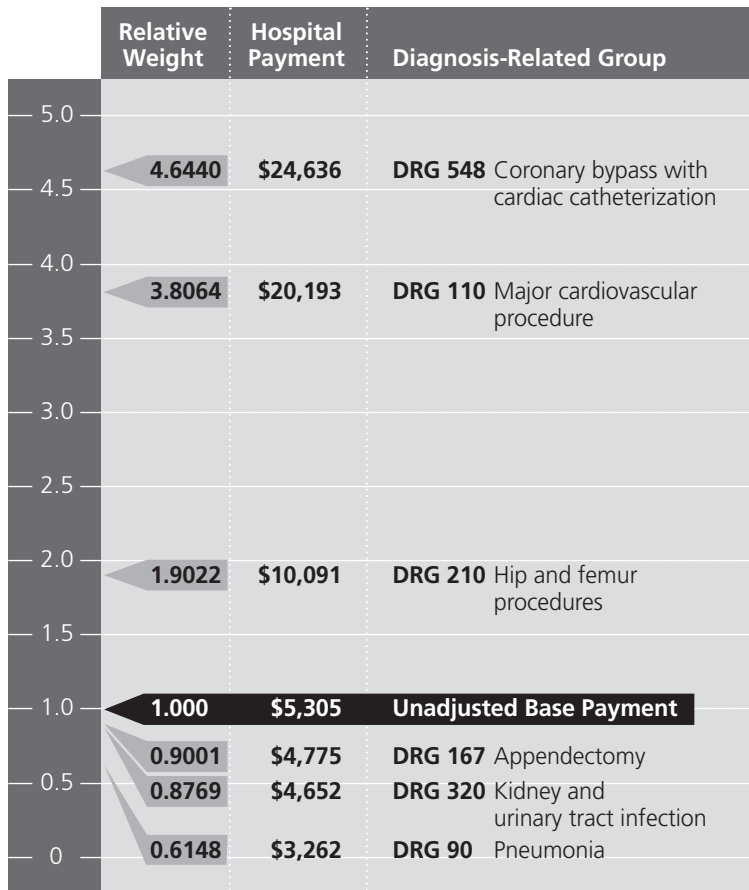 Relative Weight
Hospital Payment
Diagnosis-Related Group
5.0
4.6440 $24,636 DRG 548 Coronary bypass with
cardiac catheterization
4.5
4.0
3.8064 $20,193 DRG 110 Major cardiovascular
procedure
3.5
3.0
2.5
2.0
1.9022 $10,091 DRG 210 Hip and femur
procedures
1.5
1.0 1.000 $5,305 Unadjusted Base Payment
0.9001 $4,775 DRG 167 Appendectomy
0.5 0.8769 $4,652 DRG 320 Kidney and
urinary tract infection
0 0.6148 $3,262 DRG 90 Pneumonia